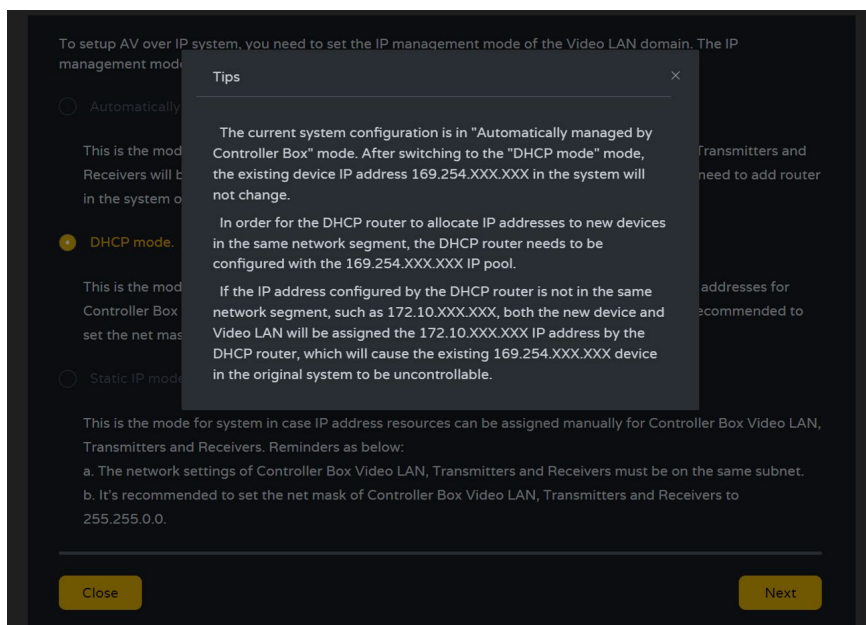 To setup AV over IP system, you need to set the IP management mode of the Video LAN domain. The IP
management mod
Tips
Automatically
The current system configuration is in "Automatically managed by
Controller Box" mode. After switching to the "DHCP mode" mode,
the existing device IP address 169.254.XXX.XXX in the system will
not change.
This is the mod
Transmitters and
Receivers will b
need to add router
in the system o
In order for the DHCP router to allocate IP addresses to new devices
in the same network segment, the DHCP router needs to be
configured with the 169.254.XXX.XXX IP pool.
DHCP mode.
If the IP address configured by the DHCP router is not in the same
network segment, such as 172.10.XXX.XXX, both the new device and
Video LAN will be assigned the 172.10.XXX.XXX IP address by the
DHCP router, which will cause the existing 169.254.XXX.XXX device
in the original system to be uncontrollable.
This is the mod
addresses for
Controller Box
ecommended to
set the net mas
Static IP mode
This is the mode for system in case IP address resources can be assigned manually for Controller Box Video LAN,
Transmitters and Receivers. Reminders as below:
a. The network settings of Controller Box Video LAN, Transmitters and Receivers must be on the same subnet.
b. It's recommended to set the net mask of Controller Box Video LAN, Transmitters and Receivers to
255.255.0.0.
Close
Next